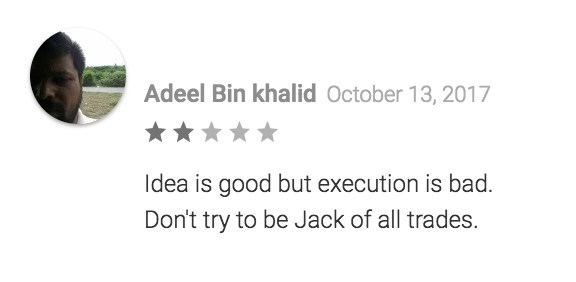 Adeel Bin khalid October 13, 2017
Idea is good but execution is bad.
Don't try to be Jack of all trades.